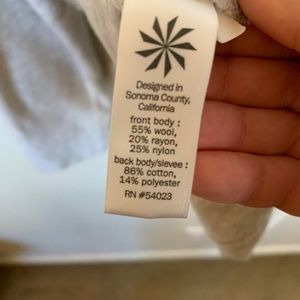 Designed in
Sonoma County,
California
front body :
55% wool,
20% rayon,
25% nylon
back body/slevee :
86% cotton,
14% polyester
RN #54023